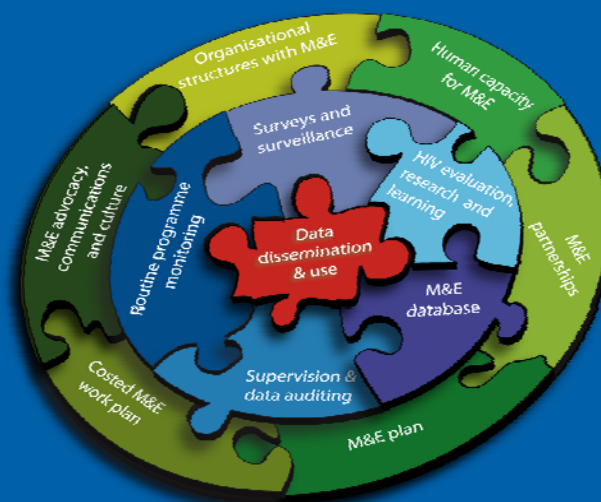 Organisational
structures with M&E
Human capacity
for M&E
M&E
partnerships
M&E plan
Costed M&E
work plan
M&E advocacy,
communications
and culture
Surveys and
surveillance
HIV evaluation,
research and
learning
M&E
database
Supervision &
data auditing
Routine programme
monitoring
Data
dissemination
& use